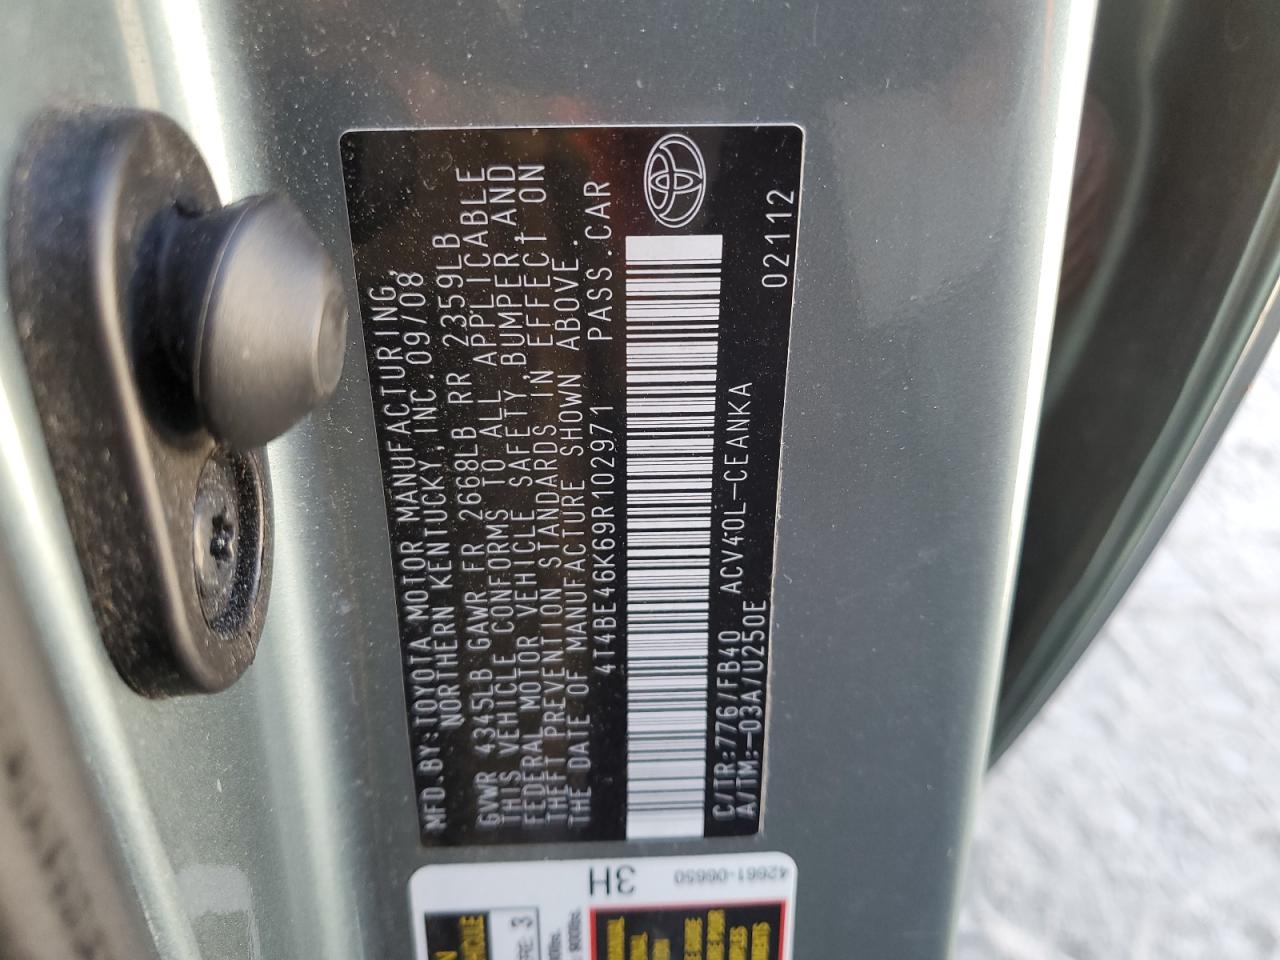 MFD.BY:TOYOTA MOTOR MANUFACTURING,
NORTHERN KENTUCKY, INC.09/08
GVWR 4345LB GAWR FR 2668LB RR 2359LB
THIS VEHICLE CONFORMS TO ALL APPLICABLE
FEDERAL MOTOR VEHICLE SAFETY,BUMPER,AND
THEFT PREVENTION STANDARDS IN EFFECT ON
THE DATE OF MANUFACTURE SHOWN ABOVE.
4T4BE46K69R102971 PASS.CAR
C/TR:776/FB40 ACV40L-CEANKA
A/TM:-03A/U250E 02112
3H
42661-06650
MANUAL